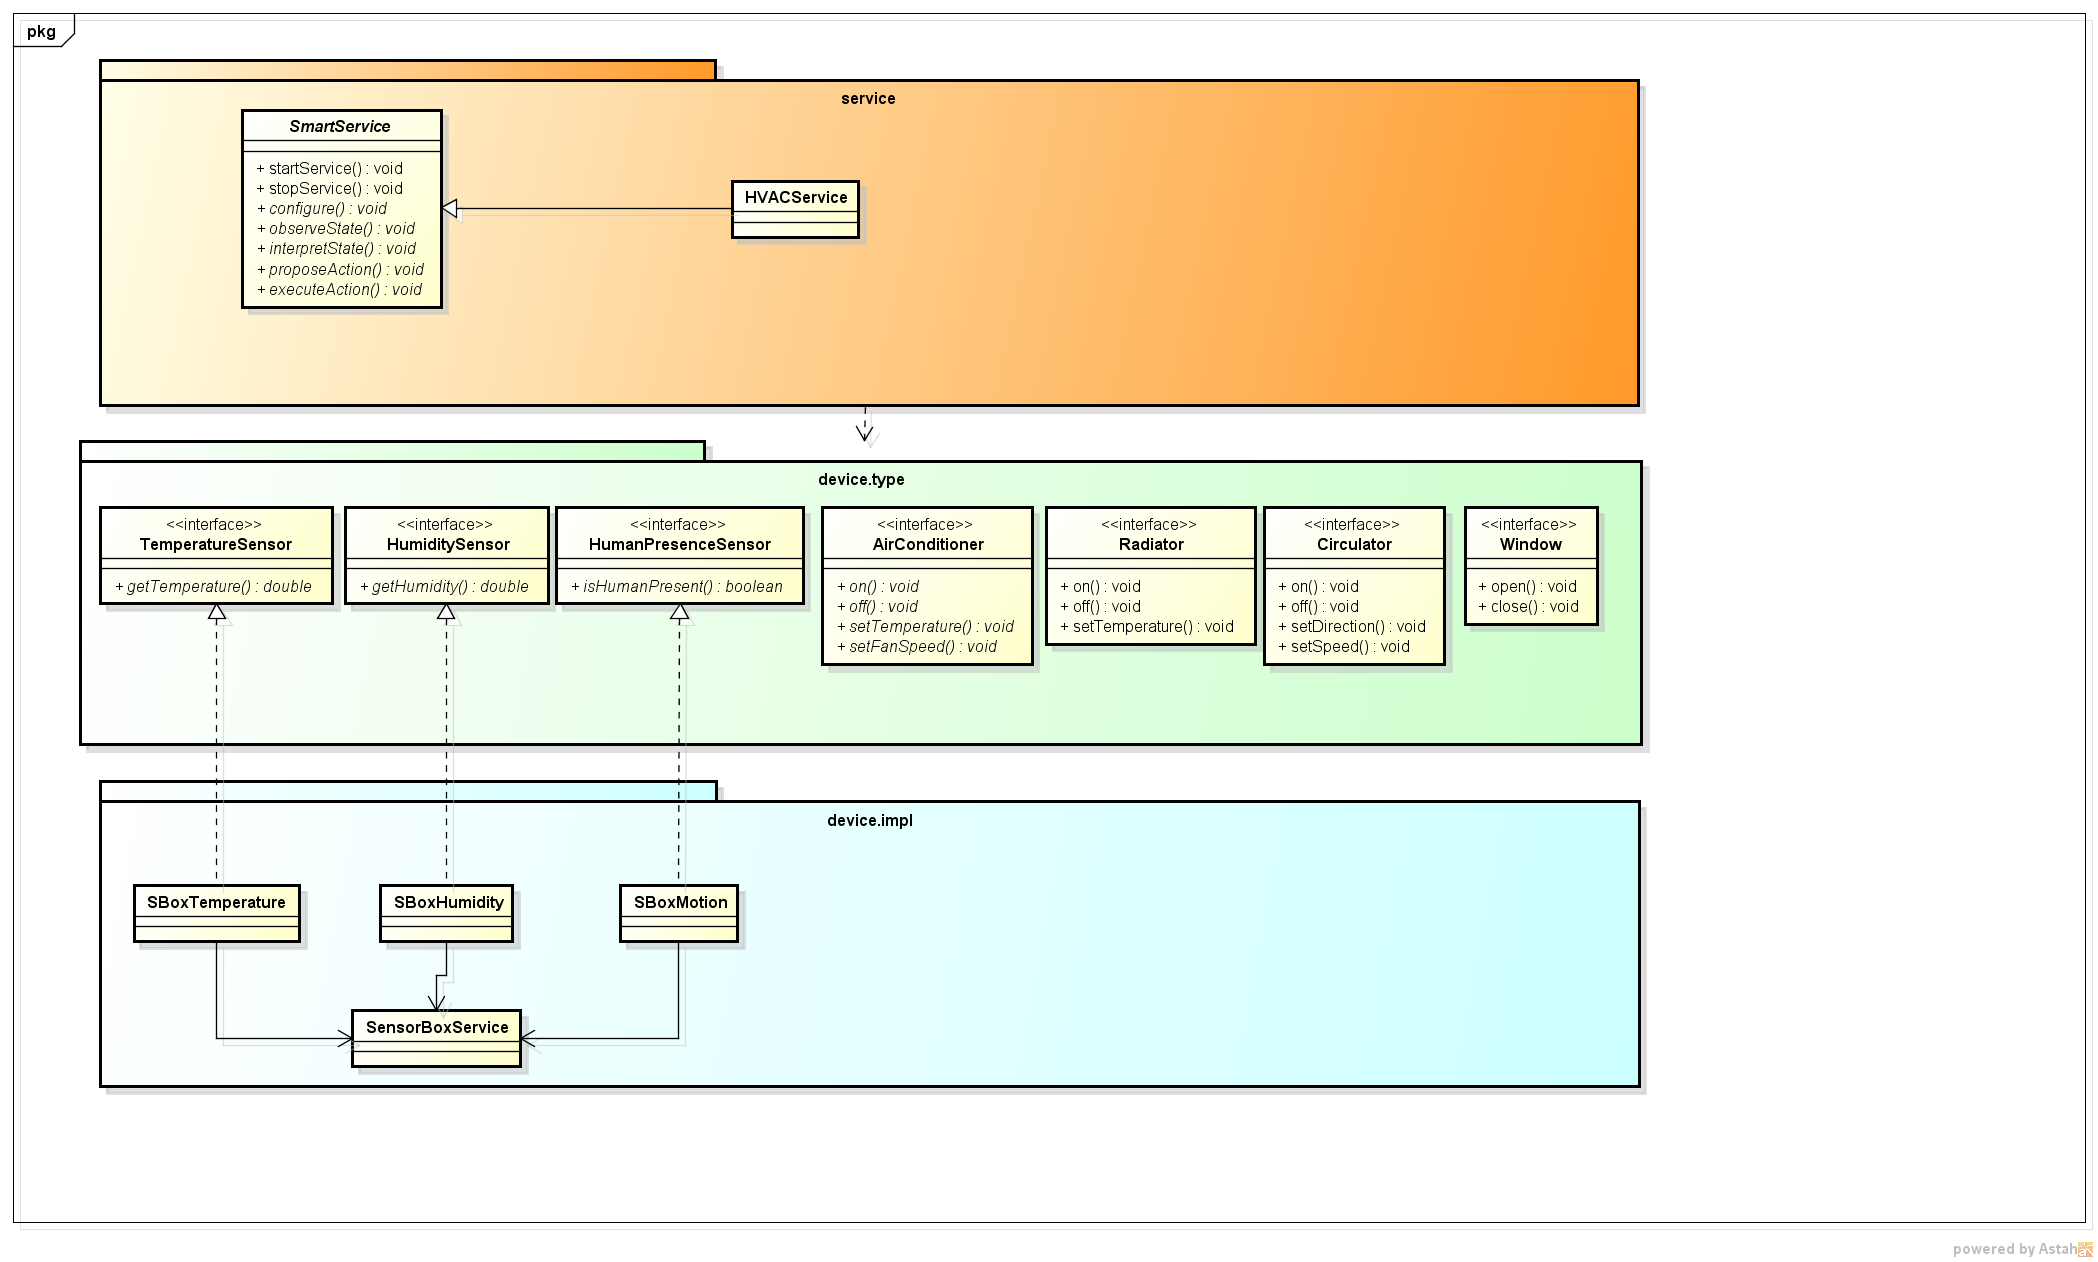 pkg
service
SmartService
+ startService() : void
+ stopService() : void
+ configure() : void
+ observeState() : void
+ interpretState() : void
+ proposeAction() : void
+ executeAction() : void
HVACService
device.type
<<interface>>
TemperatureSensor
+ getTemperature() : double
<<interface>>
HumiditySensor
+ getHumidity() : double
<<interface>>
HumanPresenceSensor
+ isHumanPresent() : boolean
<<interface>>
AirConditioner
+ on() : void
+ off() : void
+ setTemperature() : void
+ setFanSpeed() : void
<<interface>>
Radiator
+ on() : void
+ off() : void
+ setTemperature() : void
<<interface>>
Circulator
+ on() : void
+ off() : void
+ setDirection() : void
+ setSpeed() : void
<<interface>>
Window
+ open() : void
+ close() : void
device.impl
SBoxTemperature
SBoxHumidity
SBoxMotion
SensorBoxService
powered by Astah